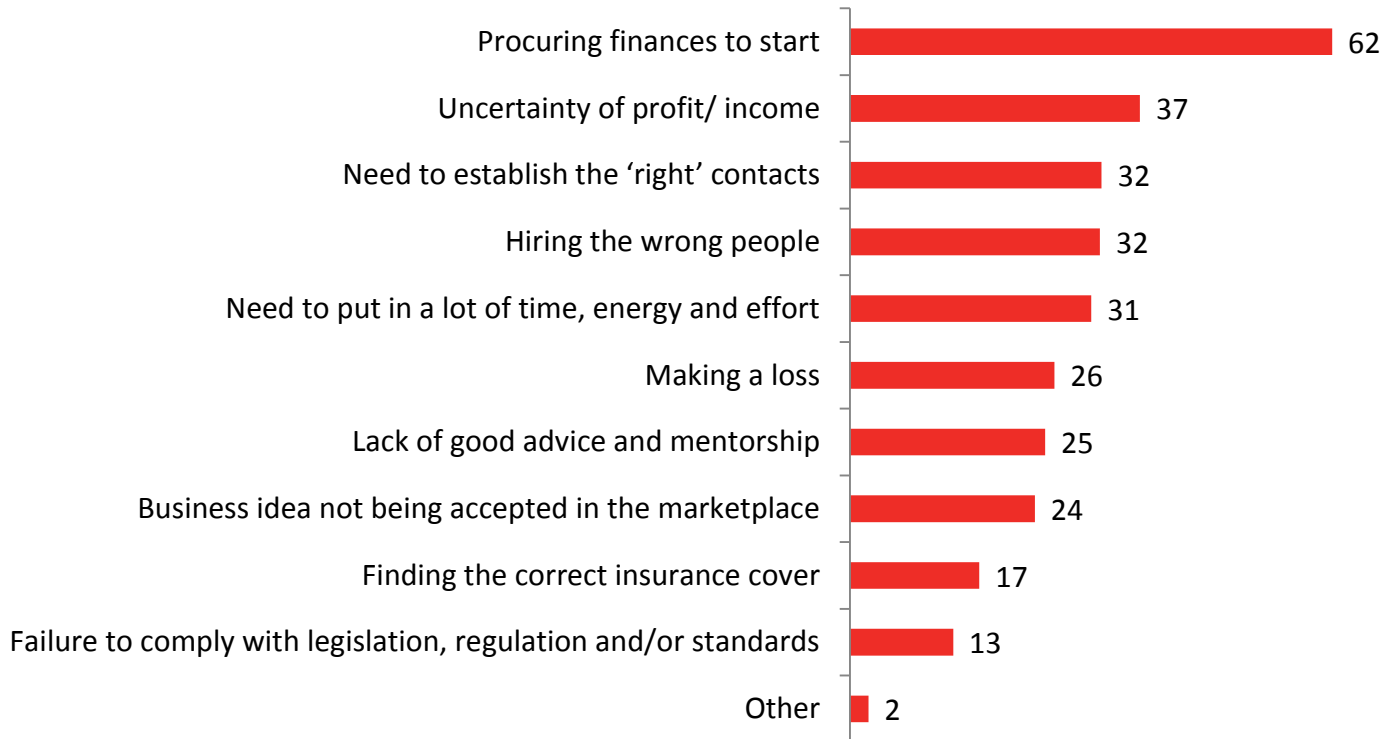 Procuring finances to start 62
Uncertainty of profit/ income 37
Need to establish the ‘right’ contacts 32
Hiring the wrong people 32
Need to put in a lot of time, energy and effort 31
Making a loss 26
Lack of good advice and mentorship 25
Business idea not being accepted in the marketplace 24
Finding the correct insurance cover 17
Failure to comply with legislation, regulation and/or standards 13
Other 2